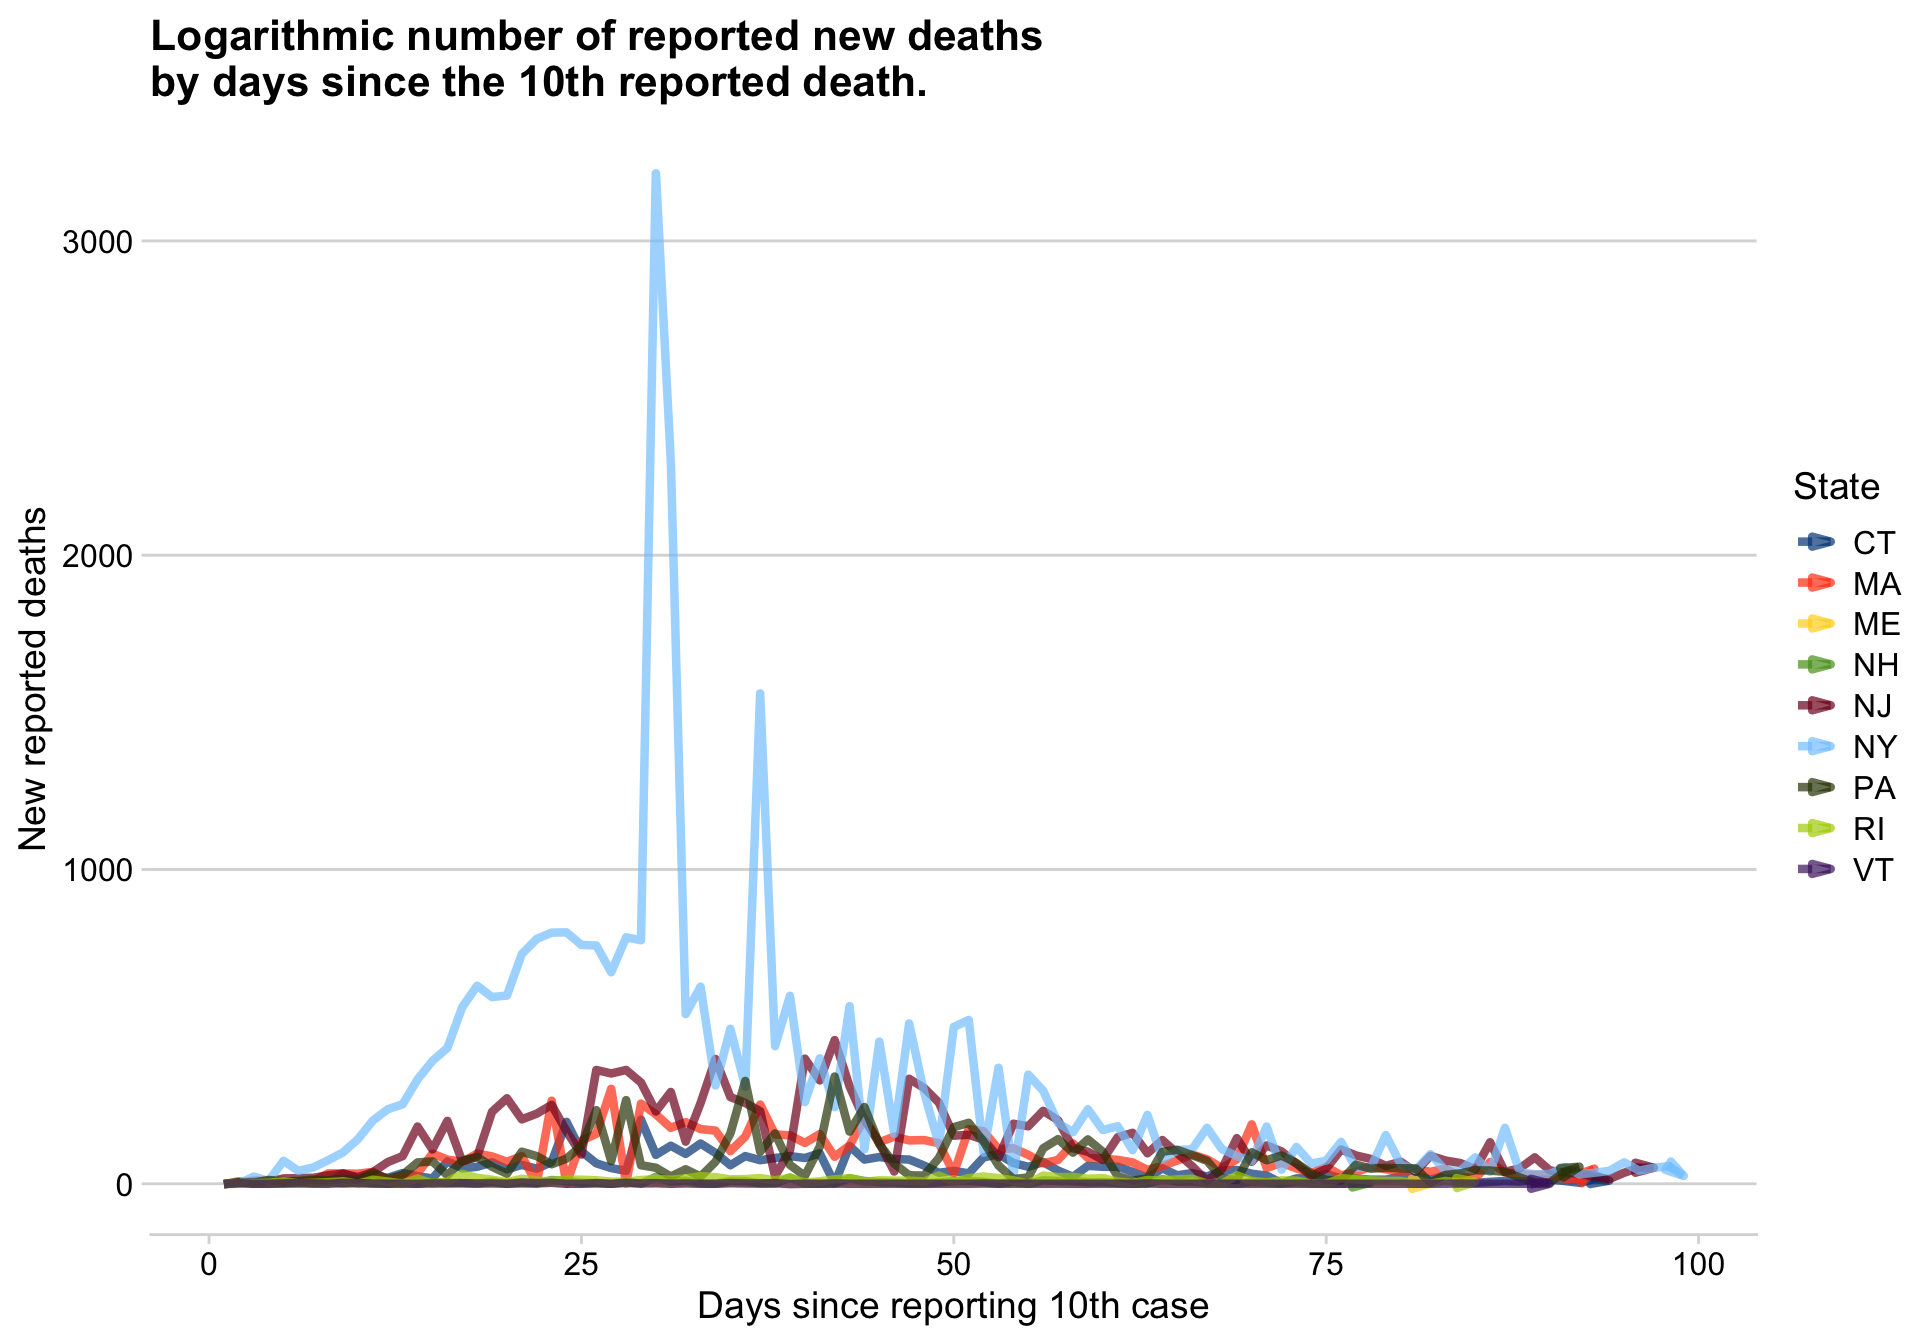 Logarithmic number of reported new deaths
by days since the 10th reported death.
New reported deaths
3000
2000
1000
0
0 25 50 75 100
Days since reporting 10th case
State
CT
MA
ME
NH
NJ
NY
PA
RI
VT